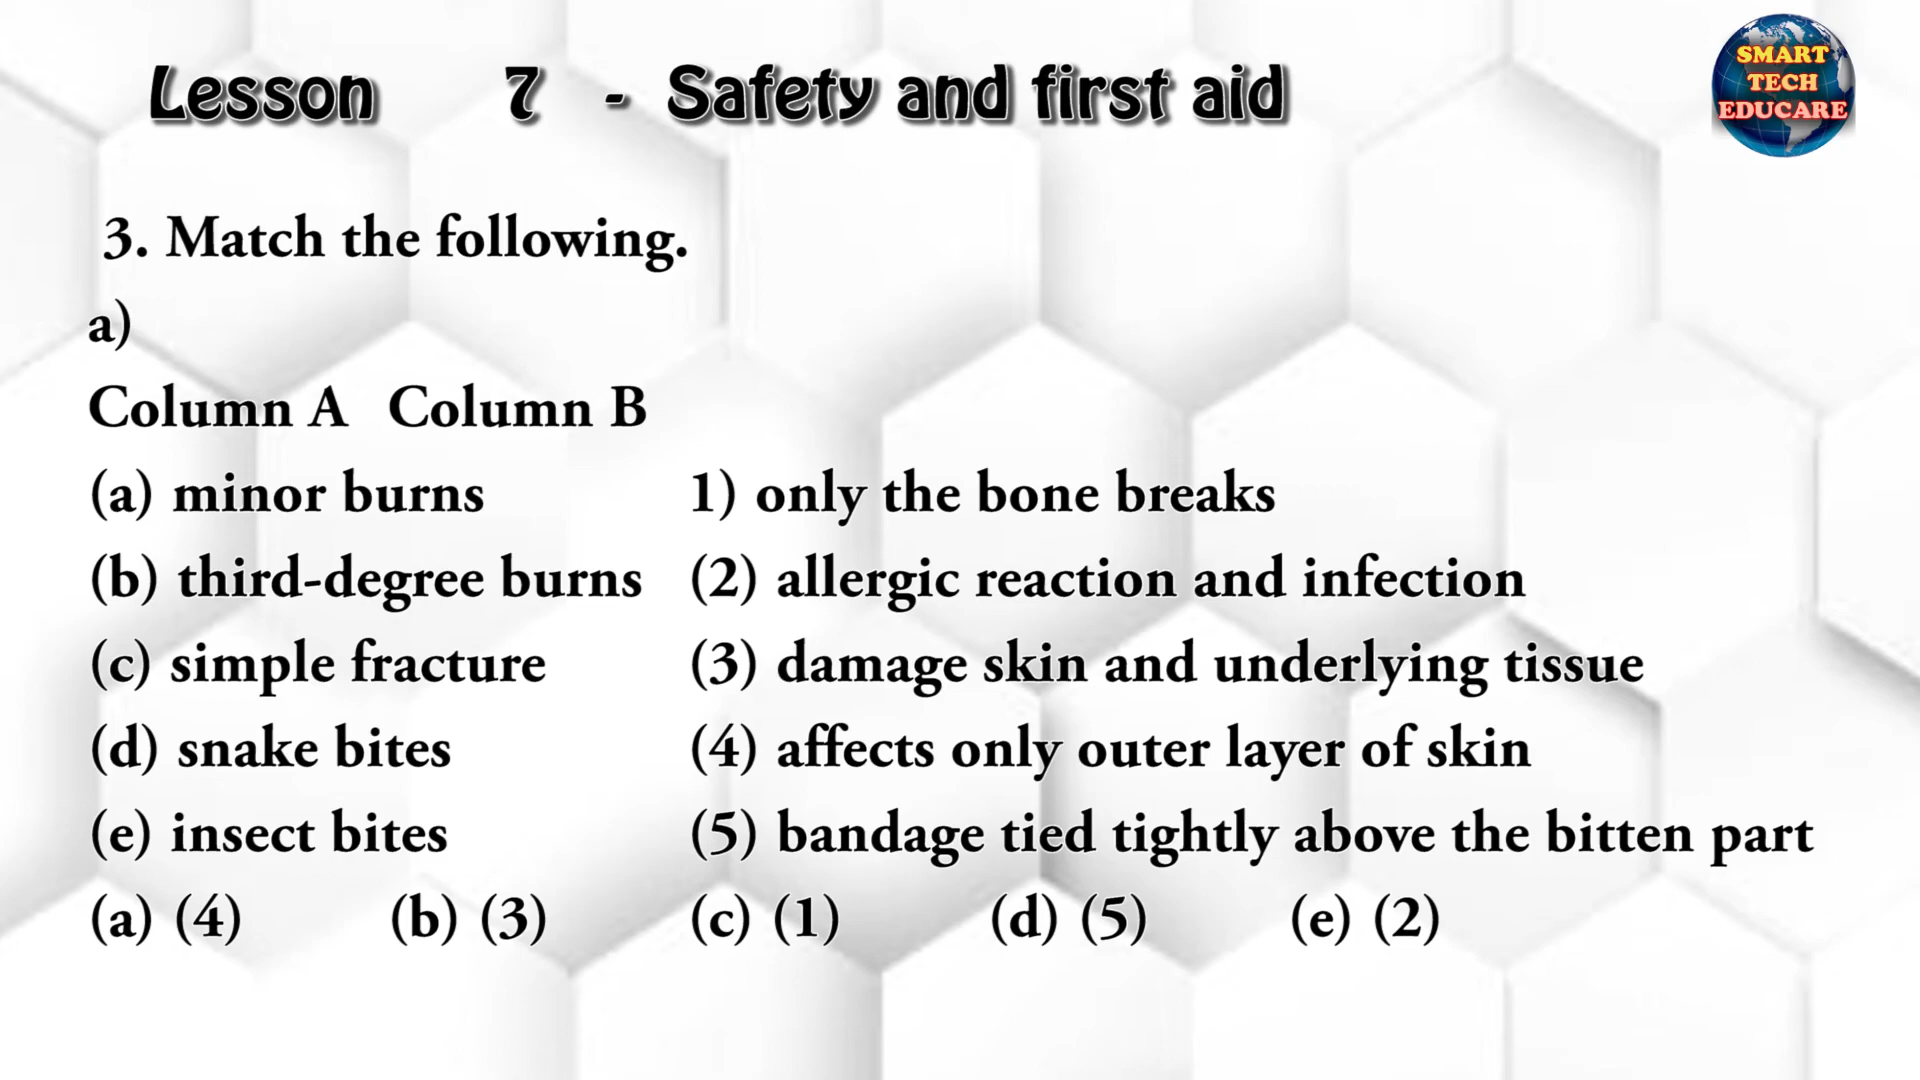 Lesson 7 - Safety and first aid
SMART
TECH
EDUCARE
3. Match the following.
a)
Column A Column B
(a) minor burns 1) only the bone breaks
(b) third-degree burns (2) allergic reaction and infection
(c) simple fracture (3) damage skin and underlying tissue
(d) snake bites (4) affects only outer layer of skin
(e) insect bites (5) bandage tied tightly above the bitten part
(a) (4) (b) (3) (c) (1) (d) (5) (e) (2)